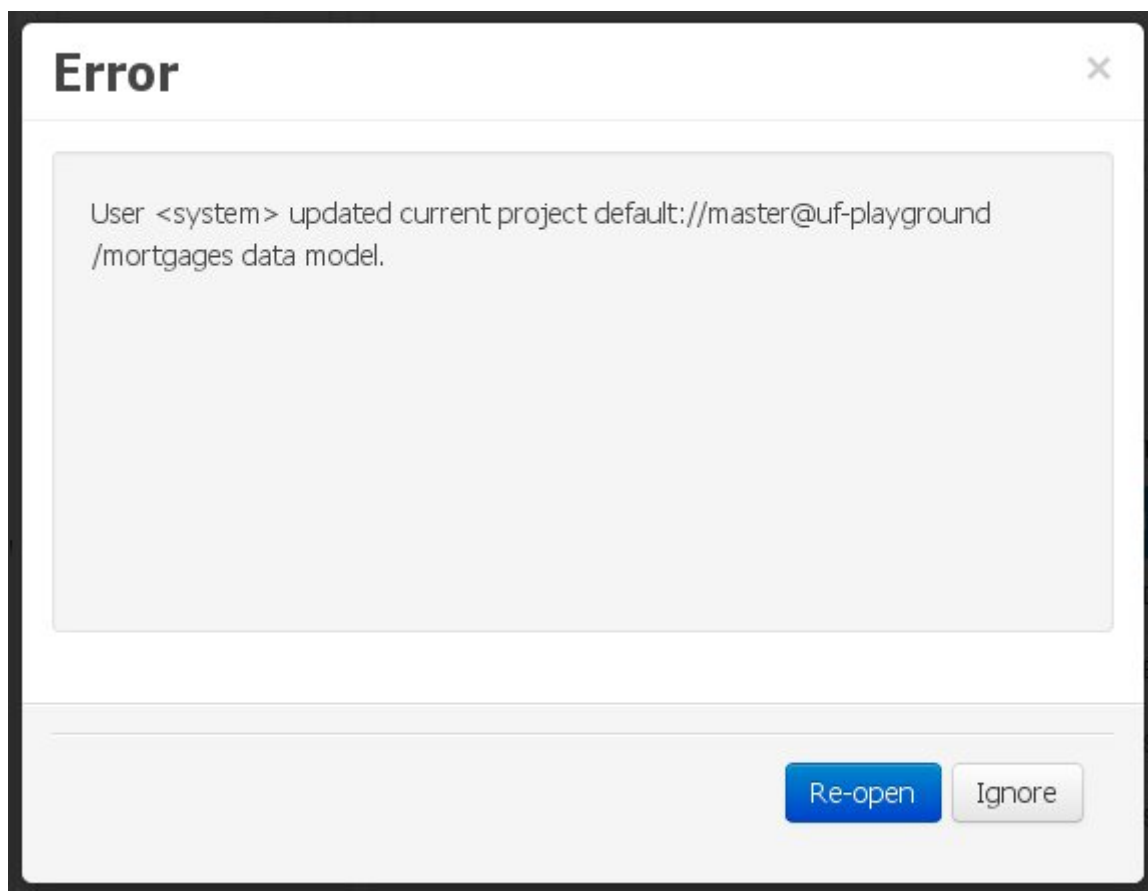 Error
×
User <system> updated current project default://master@uf-playground
/mortgages data model.
Re-open
Ignore